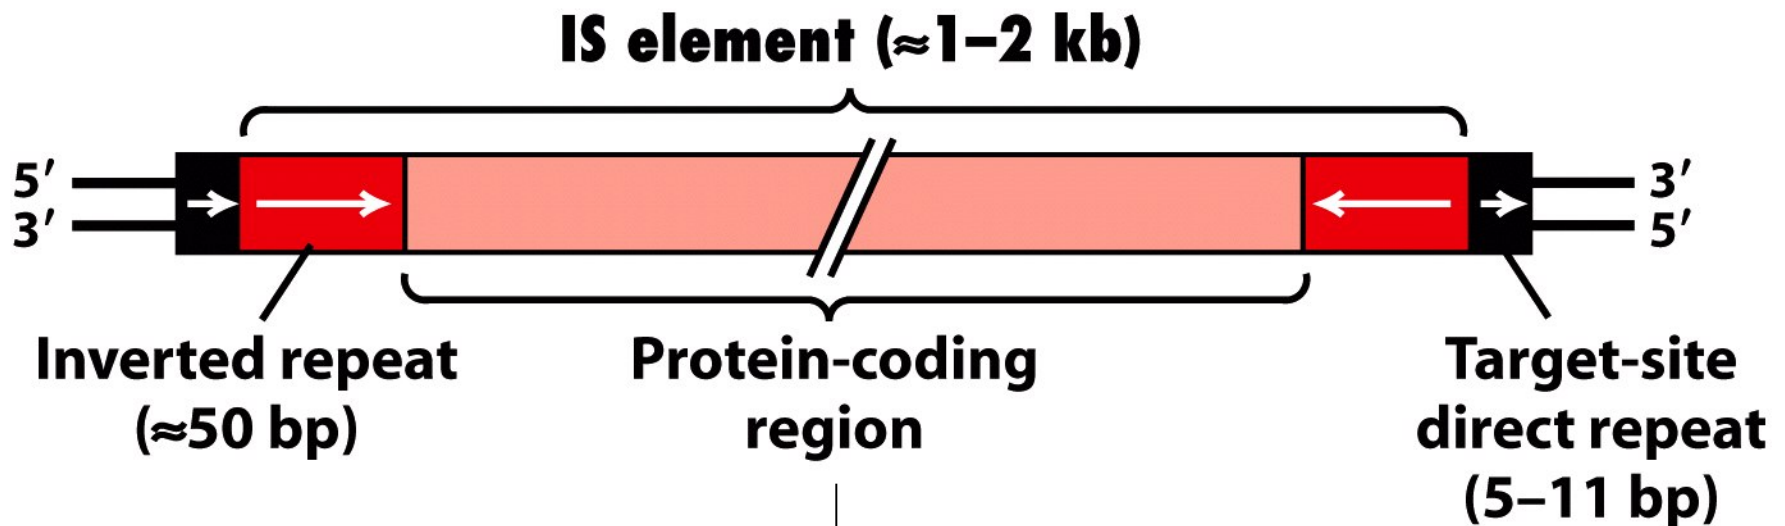 IS element (≈1–2 kb)
5′
3′
3′
5′
Inverted repeat
(≈50 bp)
Protein-coding
region
Target-site
direct repeat
(5–11 bp)